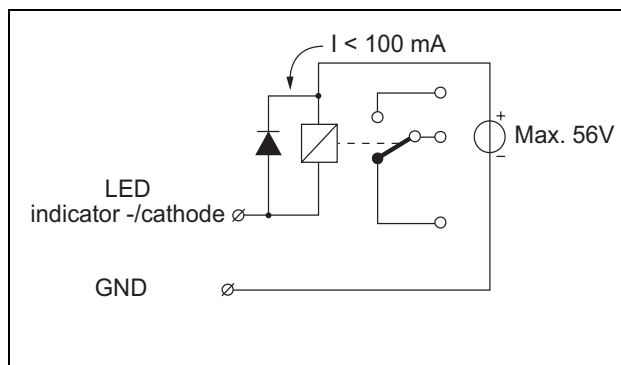 I < 100 mA
+
Max. 56V
−
LED
indicator -/cathode
GND